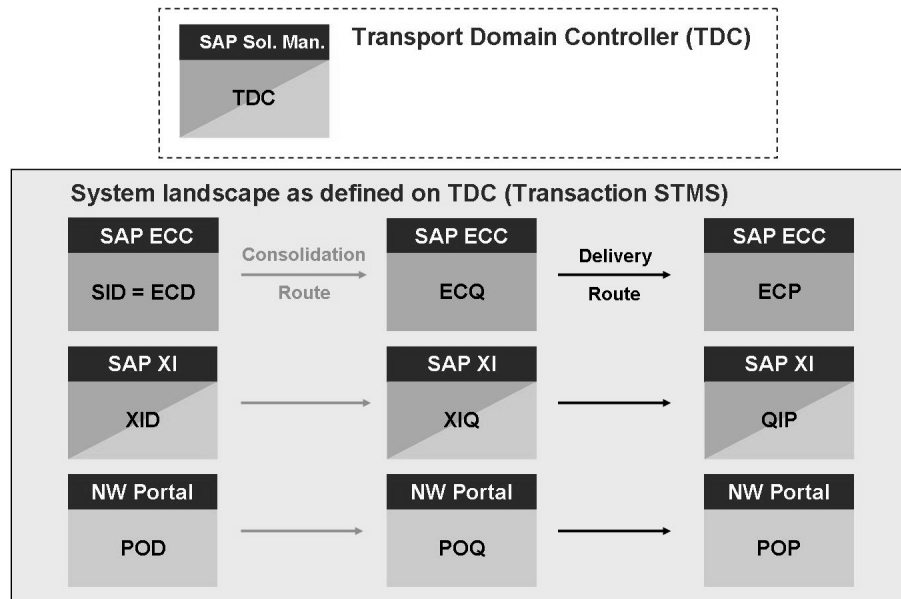 SAP Sol. Man.
Transport Domain Controller (TDC)
TDC
System landscape as defined on TDC (Transaction STMS)
SAP ECC
SAP ECC
SAP ECC
Consolidation
Route
Delivery
Route
SID = ECD
ECQ
ECP
SAP XI
SAP XI
SAP XI
XID
XIQ
QIP
NW Portal
NW Portal
NW Portal
POD
POQ
POP